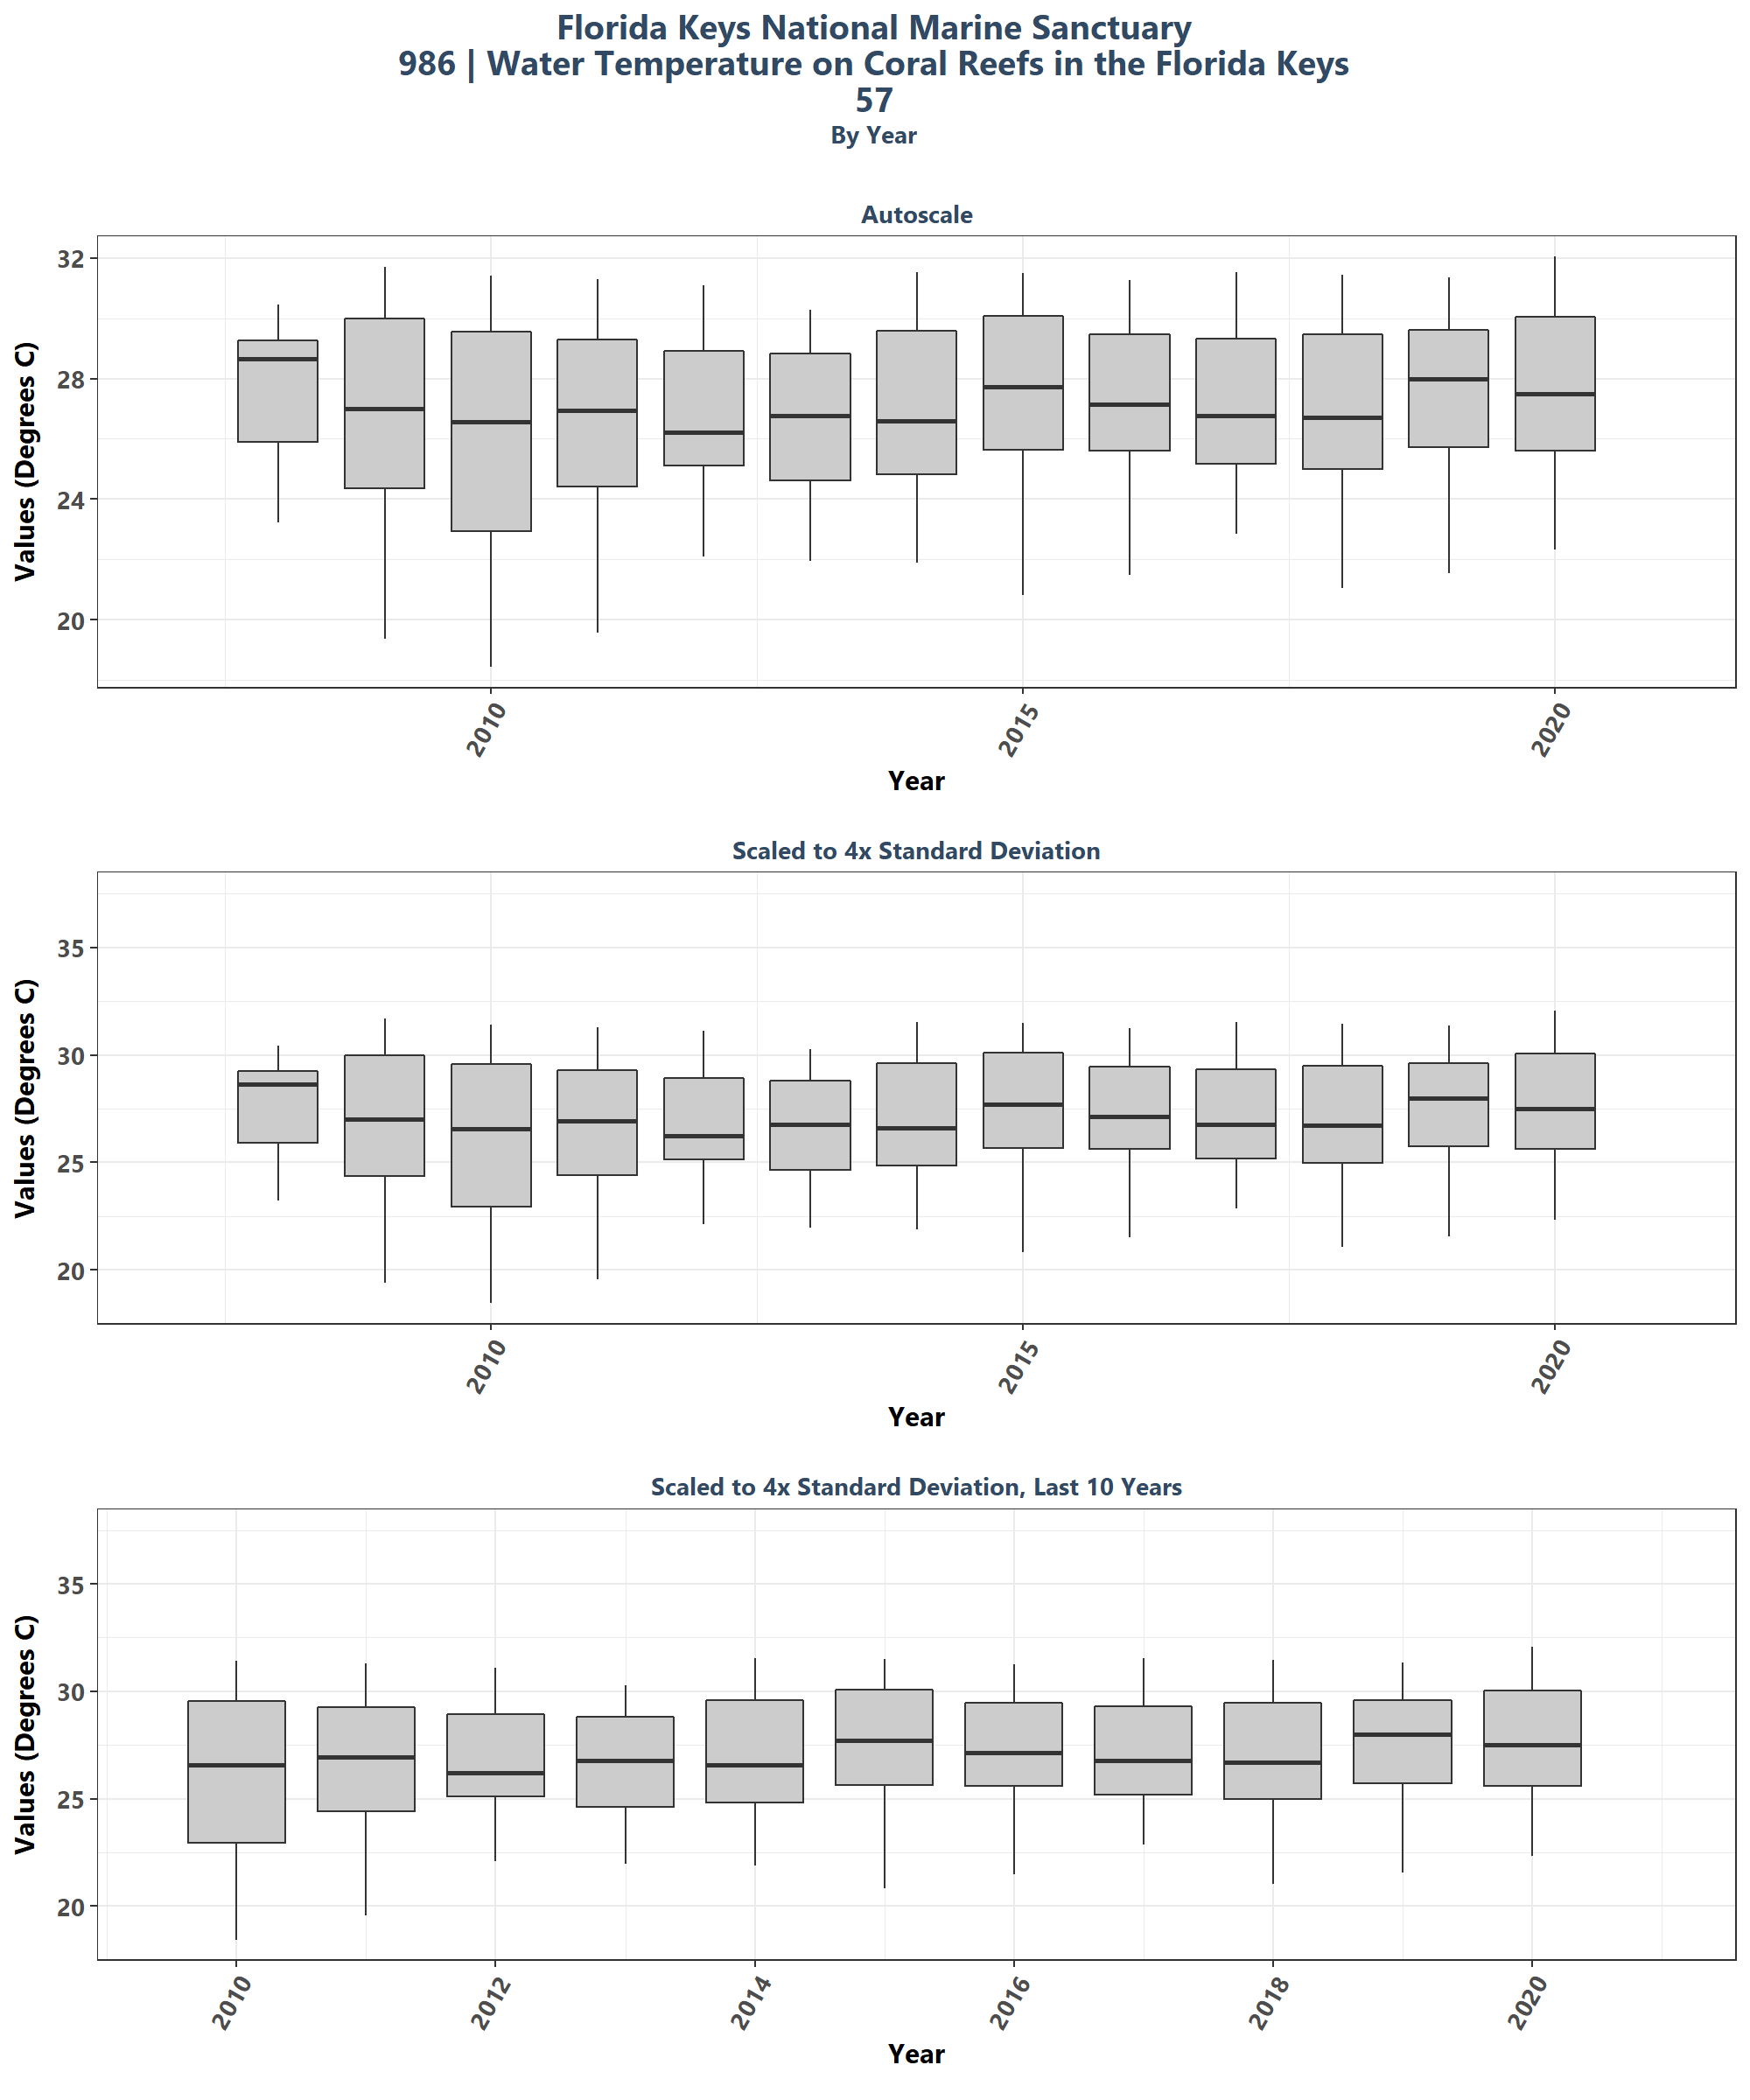 Florida Keys National Marine Sanctuary
986 | Water Temperature on Coral Reefs in the Florida Keys
57
By Year
Autoscale
Values (Degrees C)
32
28
24
20
2010
2015
2020
Year
Scaled to 4x Standard Deviation
Values (Degrees C)
35
30
25
20
2010
2015
2020
Year
Scaled to 4x Standard Deviation, Last 10 Years
Values (Degrees C)
35
30
25
20
2010
2012
2014
2016
2018
2020
Year